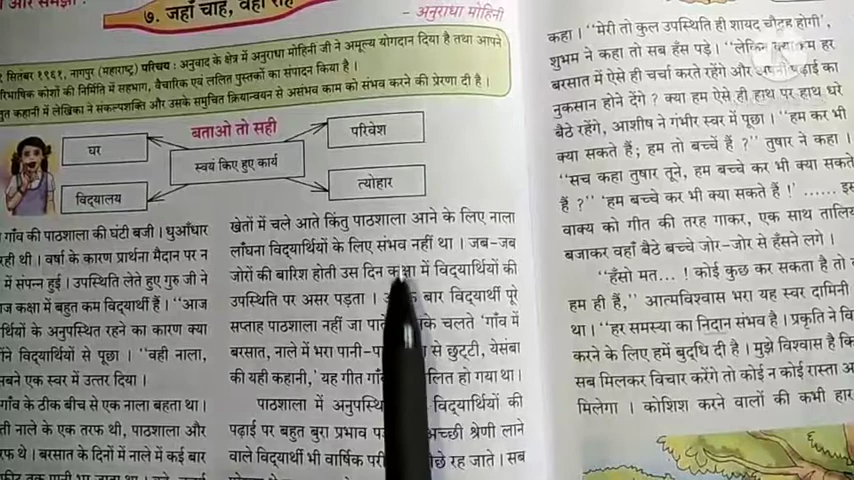 और समझो :
७. जहाँ चाह, वहाँ राह
- अनुराधा मोहिनी
सितंबर १९६१, नागपुर (महाराष्ट्र) परिचय : अनुवाद के क्षेत्र में अनुराधा मोहिनी जी ने अमूल्य योगदान दिया है तथा आपने
रिभाषिक कोशों की निर्मिति में सहभाग, वैचारिक एवं ललित पुस्तकों का संपादन किया है ।
तुत कहानी में लेखिका ने संकल्पशक्ति और उसके समुचित क्रियान्वयन से असंभव काम को संभव करने की प्रेरणा दी है ।
बताओ तो सही
घर
परिवेश
स्वयं किए हुए कार्य
विद्यालय
त्योहार
गाँव की पाठशाला की घंटी बजी । धुआँधार
रही थी । वर्षा के कारण प्रार्थना मैदान पर न
में संपन्न हुई । उपस्थिति लेते हुए गुरु जी ने
आज कक्षा में बहुत कम विद्यार्थी हैं । “आज
र्थियों के अनुपस्थित रहने का कारण क्या
ने विद्यार्थियों से पूछा । “वही नाला,
सबने एक स्वर में उत्तर दिया ।
गाँव के ठीक बीच से एक नाला बहता था ।
ती नाले के एक तरफ थी, पाठशाला और
रफ थे । बरसात के दिनों में नाले में कई बार
खेतों में चले आते किंतु पाठशाला आने के लिए नाला
लाँघना विद्यार्थियों के लिए संभव नहीं था । जब-जब
जोरों की बारिश होती उस दिन कक्षा में विद्यार्थियों की
उपस्थिति पर असर पड़ता । बार विद्यार्थी पूरे
सप्ताह पाठशाला नहीं जा चलते ‘गाँव में
बरसात, नाले में भरा पानी- से छुट्टी, येसंबा
की यही कहानी,’ यह गीत हो गया था ।
पाठशाला में विद्यार्थियों की
पढ़ाई पर बहुत बुरा प्रभाव अच्छी श्रेणी लाने
वाले विद्यार्थी भी वार्षिक रह जाते । सब
कहा । “मेरी तो कुल उपस्थिति ही शायद चौदह होगी”,
शुभम ने कहा तो सब हँस पड़े । “लेकिन क्या हम हर
बरसात में ऐसे ही चर्चा करते रहेंगे और अपनी पढ़ाई का
नुकसान होने देंगे ? क्या हम ऐसे ही हाथ पर हाथ धरे
बैठे रहेंगे, आशीष ने गंभीर स्वर में पूछा । “हम कर भी
क्या सकते हैं; हम तो बच्चे हैं ?” तुषार ने कहा ।
“सच कहा तुषार तूने, हम बच्चे कर भी क्या सकते
हैं ?” ‘हम बच्चे कर भी क्या सकते हैं !’ ...... इस
वाक्य को गीत की तरह गाकर, एक साथ तालि
बजाकर वहाँ बैठे बच्चे जोर-जोर से हँसने लगे ।
“हँसो मत... ! कोई कुछ कर सकता है तो
हम ही हैं,” आत्मविश्वास भरा यह स्वर दामिनी
था । “हर समस्या का निदान संभव है । प्रकृति ने वि
करने के लिए हमें बुद्धि दी है । मुझे विश्वास है कि
सब मिलकर विचार करेंगे तो कोई न कोई रास्ता अ
मिलेगा । कोशिश करने वालों की कभी हार